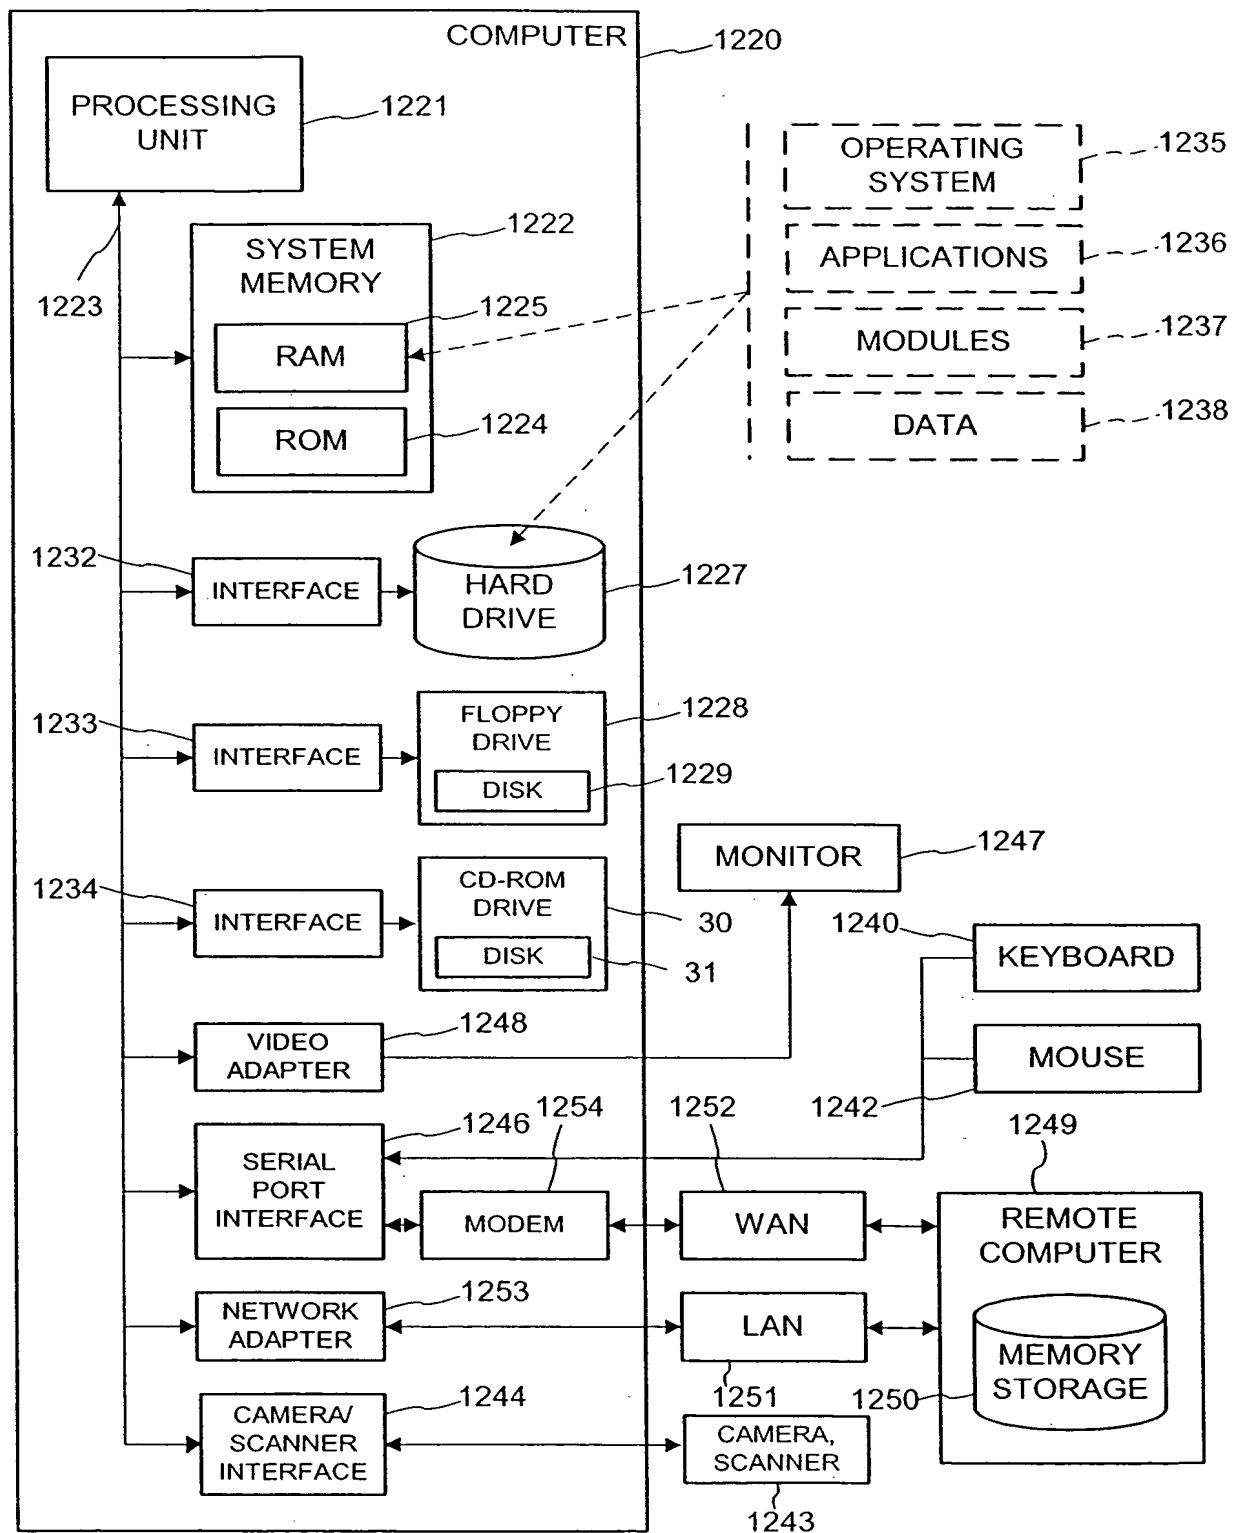 COMPUTER
1220
PROCESSING
UNIT
1221
1223
SYSTEM
MEMORY
1222
RAM
1225
ROM
1224
OPERATING
SYSTEM
1235
APPLICATIONS
1236
MODULES
1237
DATA
1238
1232
INTERFACE
HARD
DRIVE
1227
1233
INTERFACE
FLOPPY
DRIVE
1228
DISK
1229
1234
INTERFACE
CD-ROM
DRIVE
30
DISK
31
MONITOR
1247
1240
KEYBOARD
MOUSE
1242
VIDEO
ADAPTER
1248
SERIAL
PORT
INTERFACE
1246
MODEM
1254
WAN
1252
1249
REMOTE
COMPUTER
MEMORY
STORAGE
1250
NETWORK
ADAPTER
1253
LAN
1251
CAMERA/
SCANNER
INTERFACE
1244
CAMERA,
SCANNER
1243